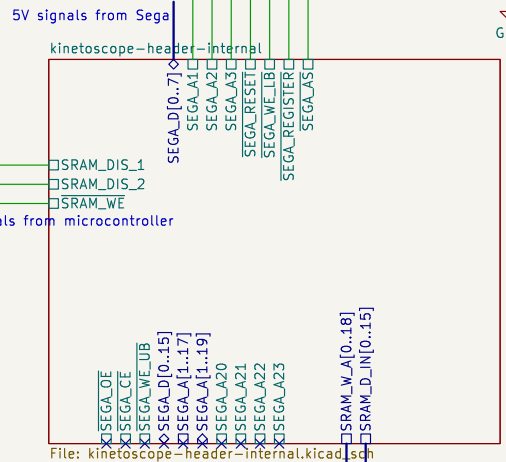 5V signals from Sega
G
kinetoscope-header-internal
SEGA_D[0..7]
SEGA_A1
SEGA_A2
SEGA_A3
SEGA_RESET
SEGA_WE_LB
SEGA_REGISTER
SEGA_AS
SRAM_DIS_1
SRAM_DIS_2
SRAM_WE
als from microcontroller
SEGA_OE
SEGA_CE
SEGA_WE_UB
SEGA_D[0..15]
SEGA_A[1..17]
SEGA_A[1..19]
SEGA_A20
SEGA_A21
SEGA_A22
SEGA_A23
SRAM_W_A[0..18]
SRAM_D_IN[0..15]
File: kinetoscope-header-internal.kicad_sch